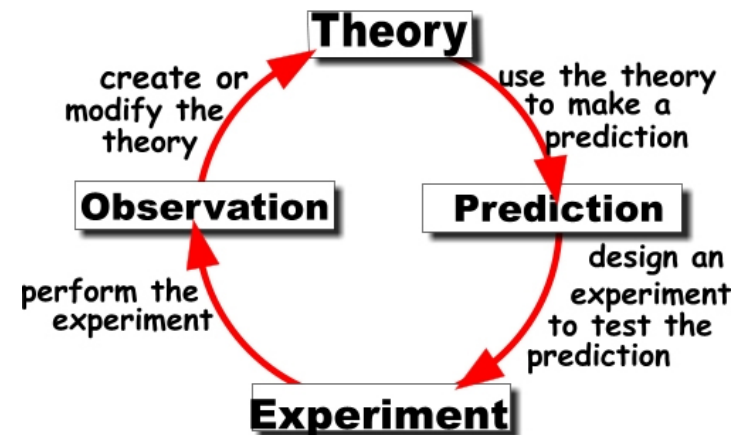 Theory
use the theory
to make a
prediction
Prediction
design an
experiment
to test the
prediction
Experiment
perform the
experiment
Observation
create or
modify the
theory